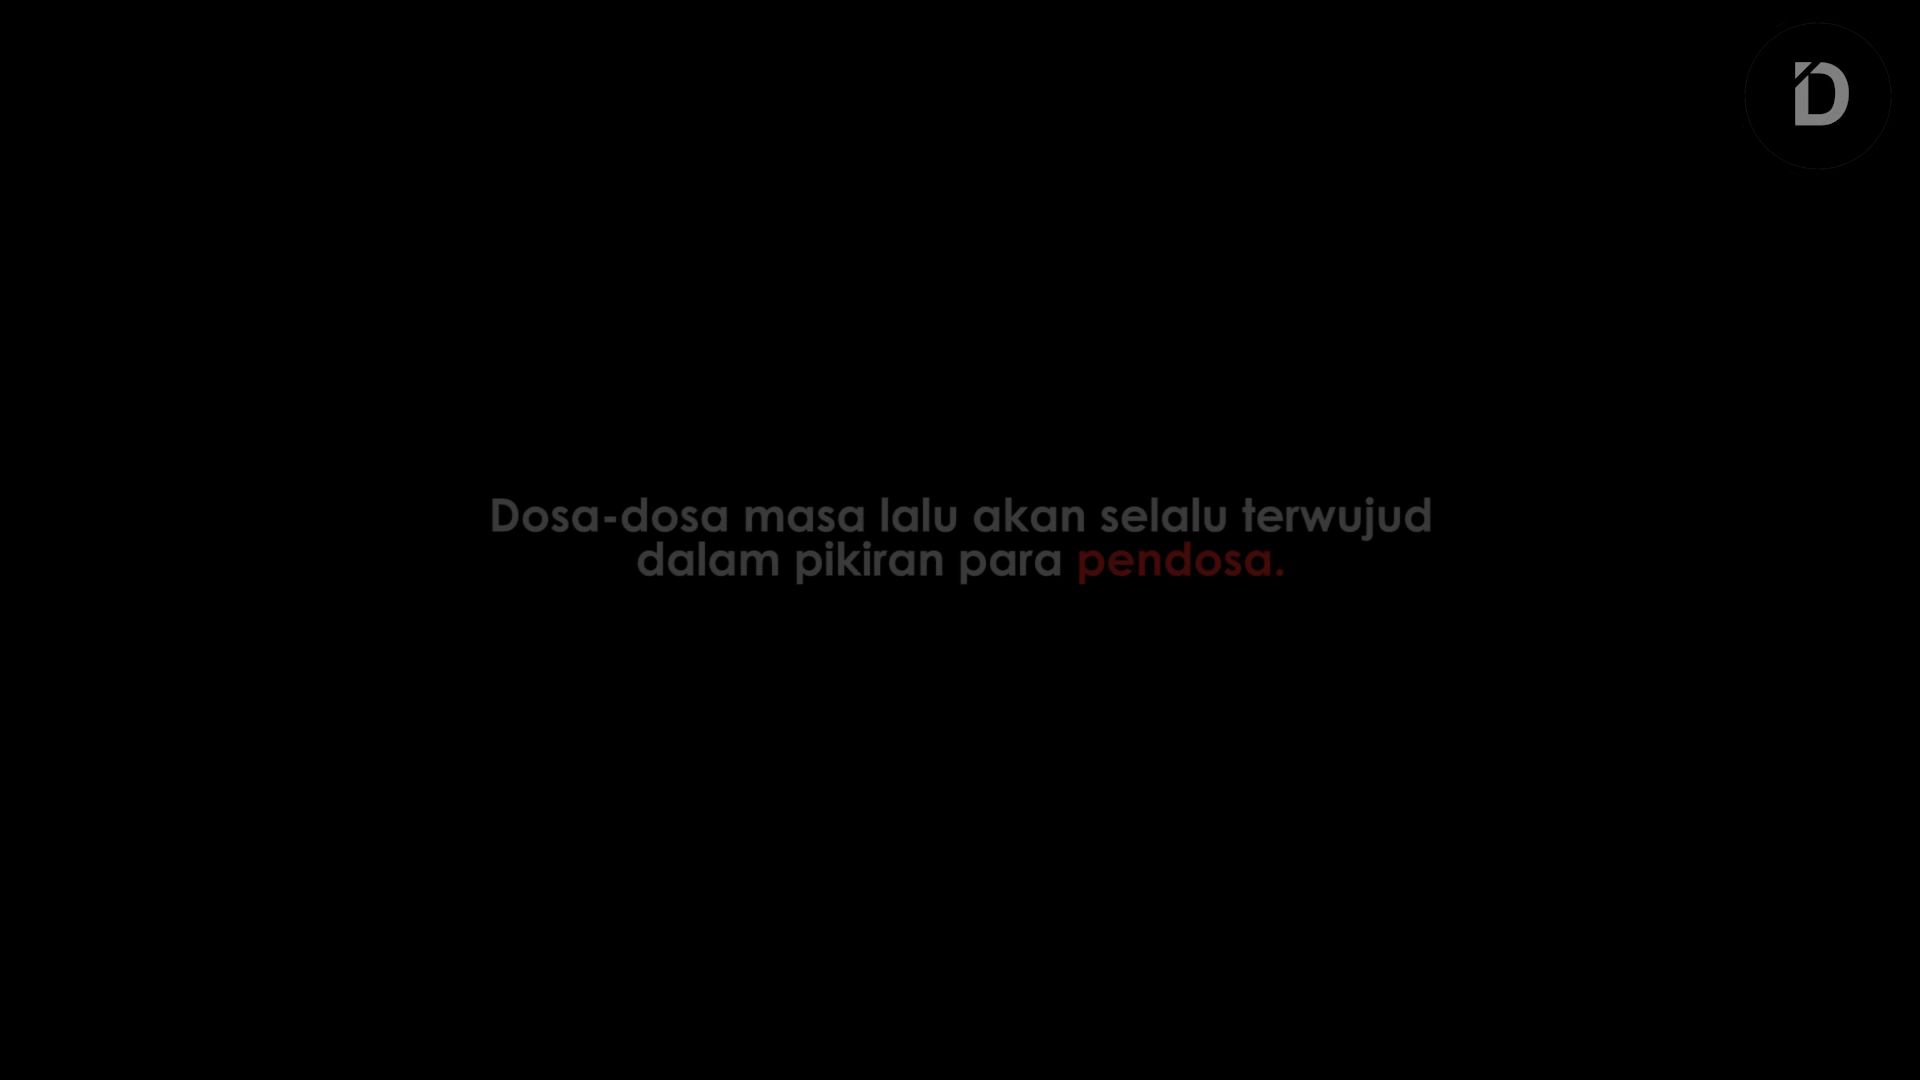 D
Dosa-dosa masa lalu akan selalu terwujud
dalam pikiran para pendosa.